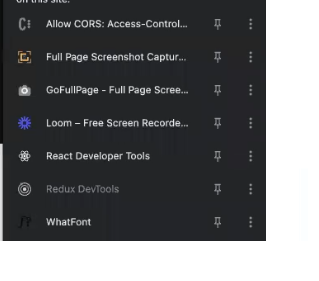 on this site.
Allow CORS: Access-Control...
Full Page Screenshot Captur...
GoFullPage - Full Page Scree...
Loom – Free Screen Recorde...
React Developer Tools
Redux DevTools
WhatFont